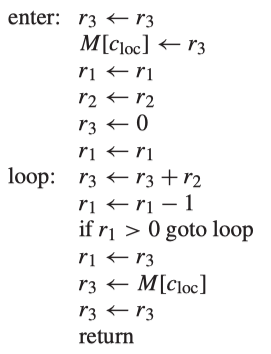 enter: r3 ← r3
M[cloc] ← r3
r1 ← r1
r2 ← r2
r3 ← 0
r1 ← r1
loop: r3 ← r3 + r2
r1 ← r1 − 1
if r1 > 0 goto loop
r1 ← r3
r3 ← M[cloc]
r3 ← r3
return